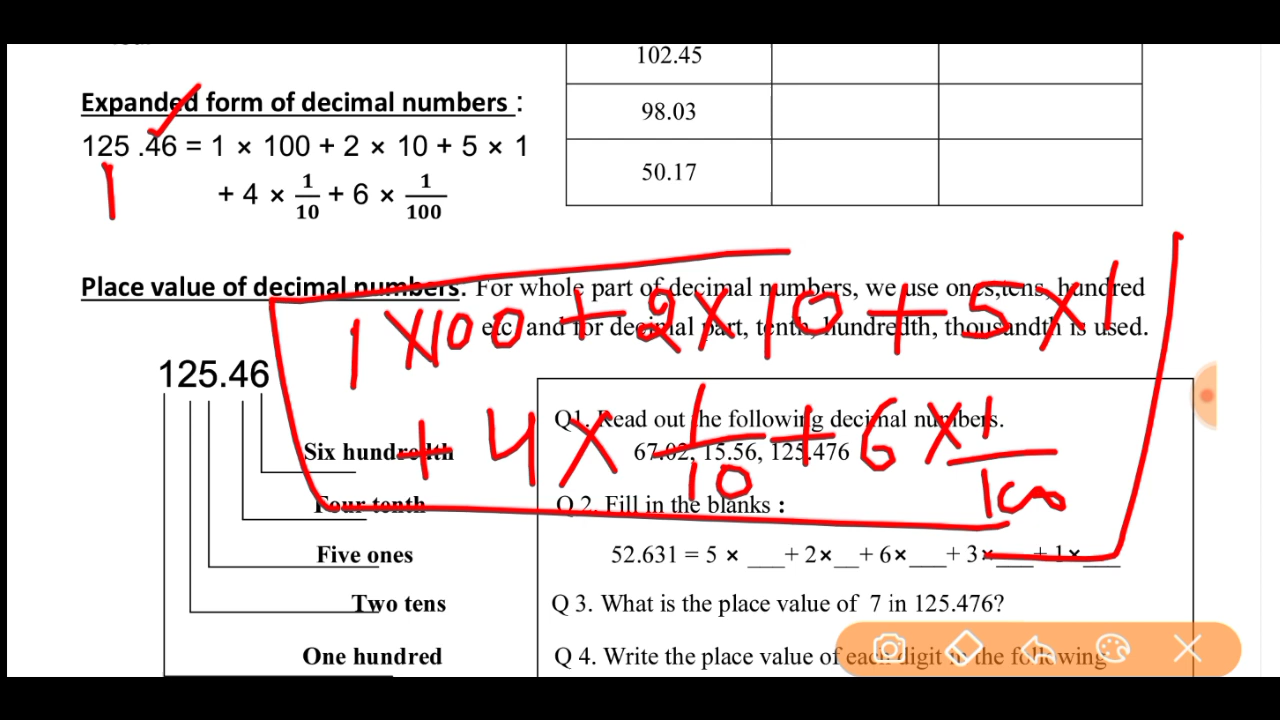 102.45
Expanded form of decimal numbers :
98.03
125 .46 = 1 × 100 + 2 × 10 + 5 × 1
50.17
+ 4 × 1/10 + 6 × 1/100
Place value of decimal numbers. For whole part of decimal numbers, we use ones,tens, hundred
etc. and for decimal part, tenth, hundredth, thousandth is used.
1 × 100 + 2 × 10 + 5 × 1
+ 4 × 1/10 + 6 × 1/100
125.46
Six hundredth
Four tenth
Five ones
Two tens
One hundred
Q1. Read out the following decimal numbers.
67.02, 15.56, 125.476
Q 2. Fill in the blanks :
52.631 = 5 × ___+ 2×__+ 6×___+ 3×___+ 1×___
Q 3. What is the place value of 7 in 125.476?
Q 4. Write the place value of each digit in the following